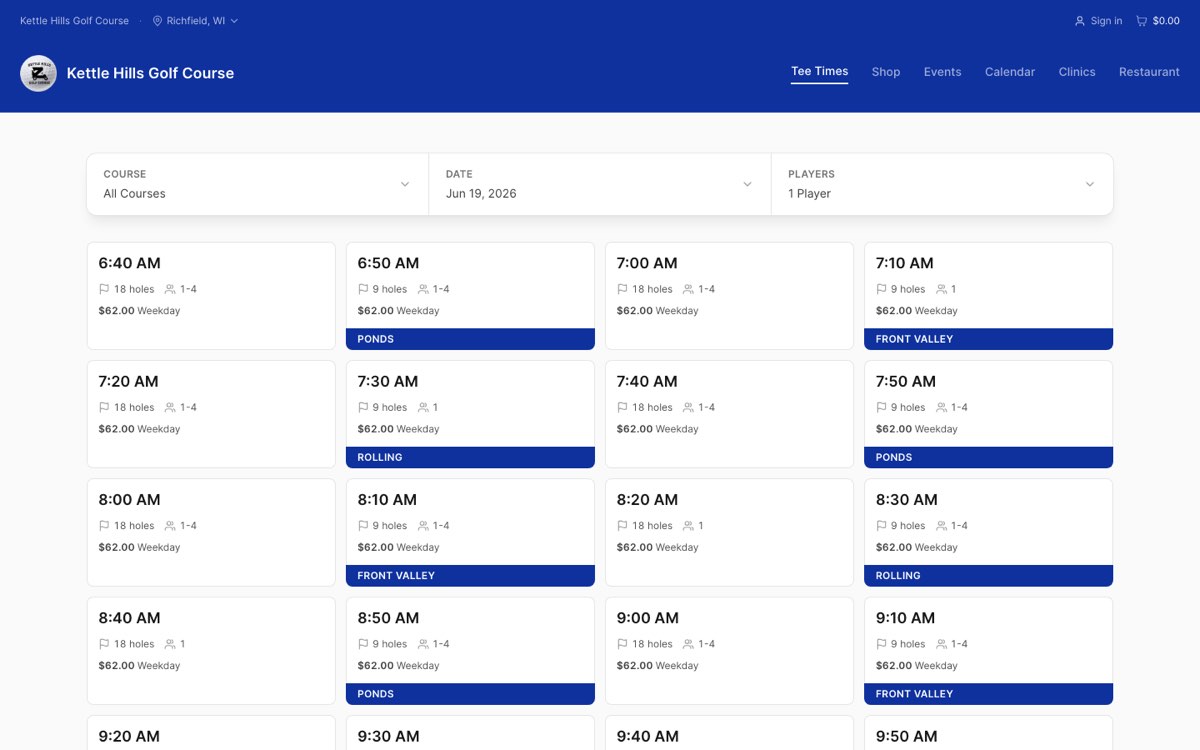 Kettle Hills Golf Course · Richfield, WI
Sign in $0.00
Kettle Hills Golf Course
Tee Times Shop Events Calendar Clinics Restaurant
COURSE
All Courses
DATE
Jun 19, 2026
PLAYERS
1 Player
6:40 AM
18 holes 1-4
$62.00 Weekday
6:50 AM
9 holes 1-4
$62.00 Weekday
PONDS
7:00 AM
18 holes 1-4
$62.00 Weekday
7:10 AM
9 holes 1
$62.00 Weekday
FRONT VALLEY
7:20 AM
18 holes 1-4
$62.00 Weekday
7:30 AM
9 holes 1
$62.00 Weekday
ROLLING
7:40 AM
18 holes 1-4
$62.00 Weekday
7:50 AM
9 holes 1-4
$62.00 Weekday
PONDS
8:00 AM
18 holes 1-4
$62.00 Weekday
8:10 AM
9 holes 1-4
$62.00 Weekday
FRONT VALLEY
8:20 AM
18 holes 1
$62.00 Weekday
8:30 AM
9 holes 1-4
$62.00 Weekday
ROLLING
8:40 AM
18 holes 1
$62.00 Weekday
8:50 AM
9 holes 1-4
$62.00 Weekday
PONDS
9:00 AM
18 holes 1-4
$62.00 Weekday
9:10 AM
9 holes 1-4
$62.00 Weekday
FRONT VALLEY
9:20 AM
9:30 AM
9:40 AM
9:50 AM